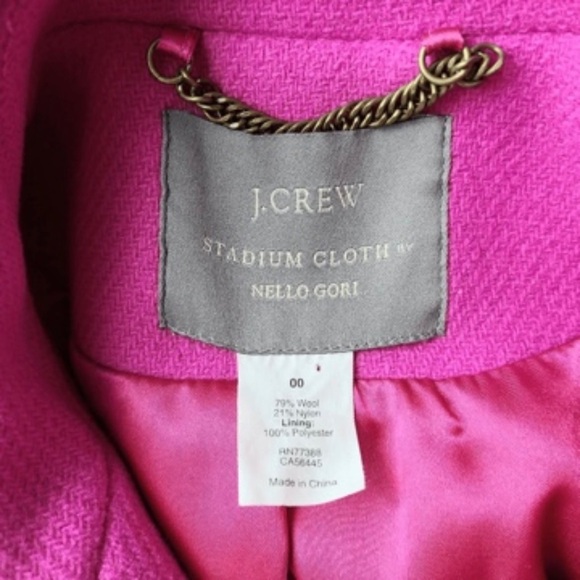 J.CREW
STADIUM CLOTH BY
NELLO GORI
00
79% Wool
21% Nylon
Lining:
100% Polyester
RN77388
CA56445
Made in China